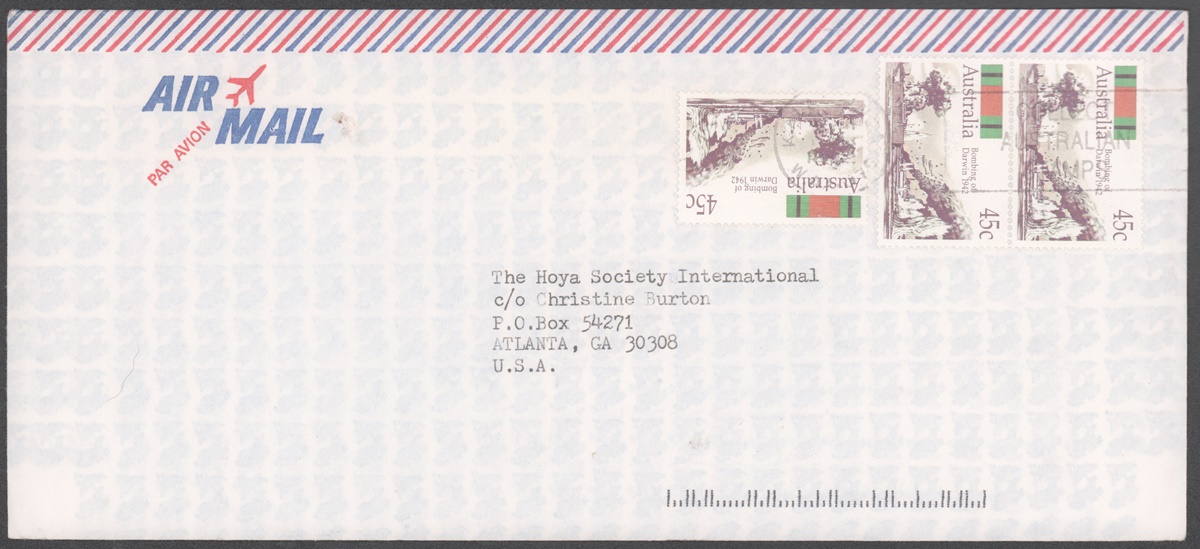 AIR
MAIL
PAR AVION
Australia
Bombing of
Darwin 1942
45c
Australia
Bombing of
Darwin 1942
45c
Australia
Bombing of
Darwin 1942
45c
AUSTRALIAN
The Hoya Society International
c/o Christine Burton
P.O.Box 54271
ATLANTA, GA 30308
U.S.A.